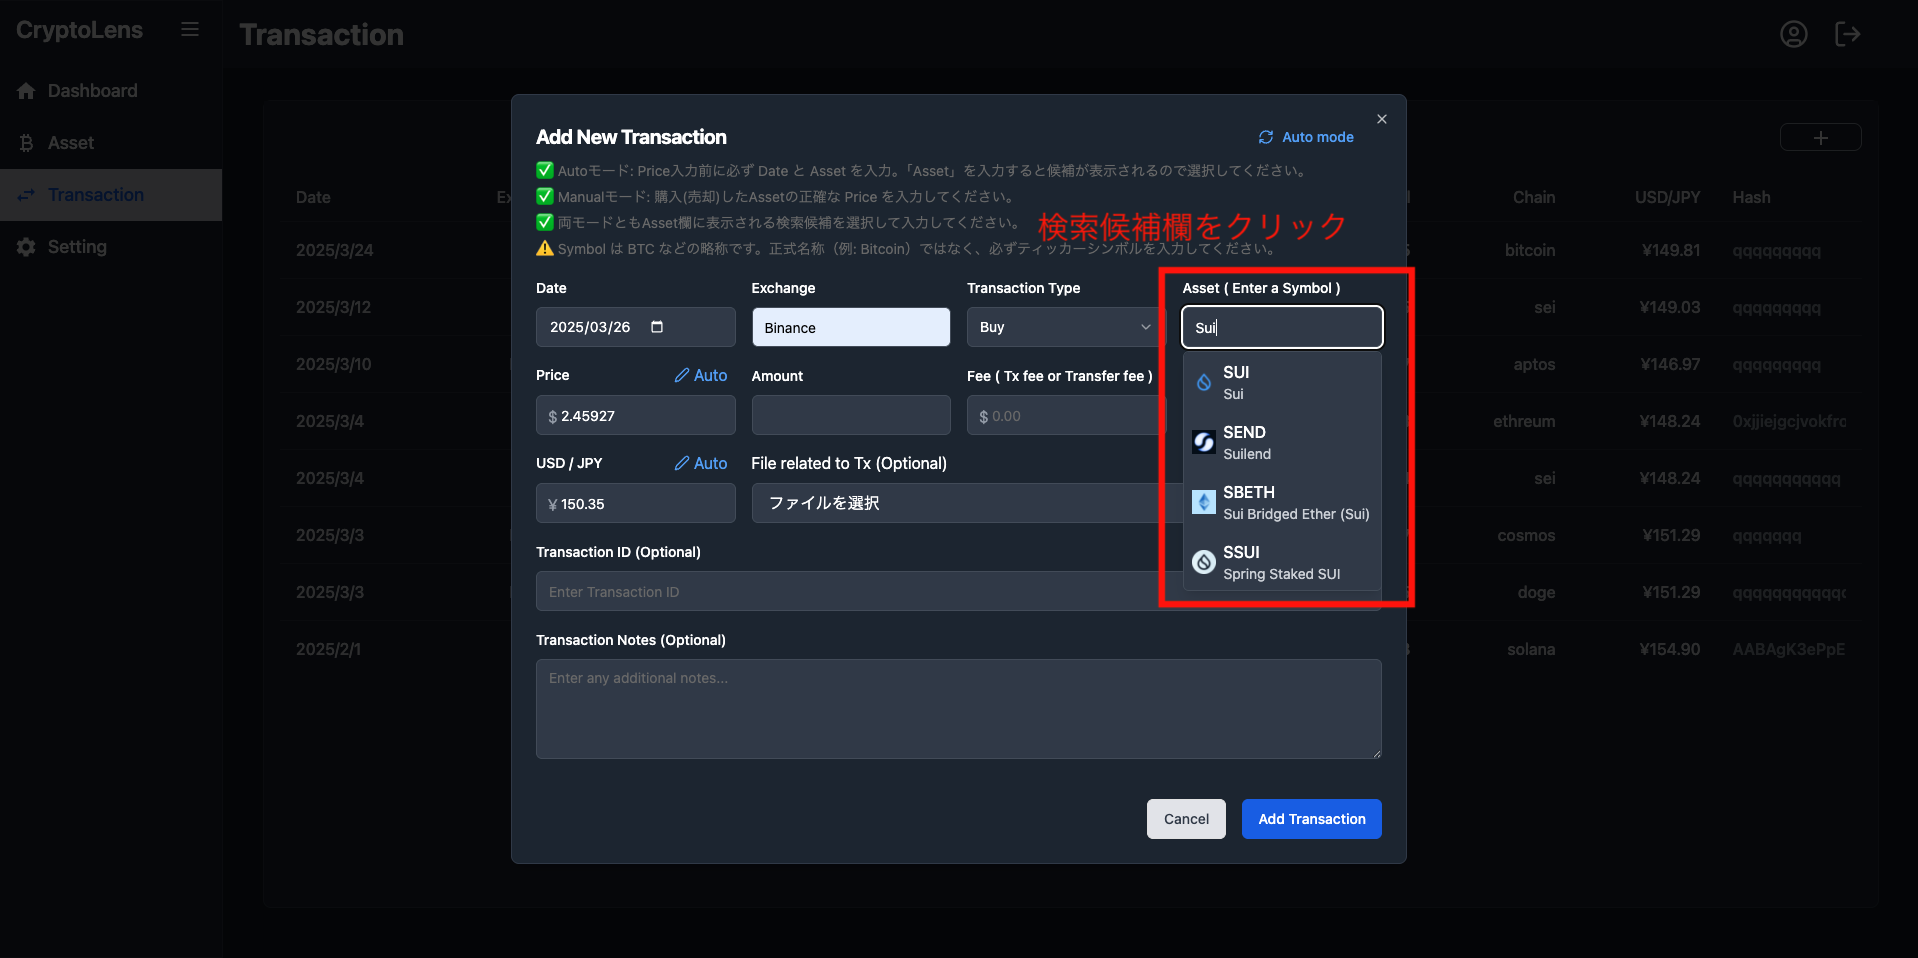 CryptoLens
Transaction
Dashboard
Asset
Transaction
Setting
Date
Chain
USD/JPY
Hash
2025/3/24
bitcoin
¥149.81
qqqqqqqqq
2025/3/12
sei
¥149.03
qqqqqqqqq
2025/3/10
aptos
¥146.97
qqqqqqqqq
2025/3/4
ethreum
¥148.24
0xjjiejgcjvokfrc
2025/3/4
sei
¥148.24
qqqqqqqqqqq
2025/3/3
cosmos
¥151.29
qqqqqqq
2025/3/3
doge
¥151.29
2025/2/1
solana
¥154.90
AABAgK3ePpE
Add New Transaction
Auto mode
✅ Autoモード: Price入力前に必ず Date と Asset を入力。「Asset」を入力すると候補が表示されるので選択してください。
✅ Manualモード: 購入(売却)したAssetの正確な Price を入力してください。
✅ 両モードともAsset欄に表示される検索候補を選択して入力してください。
検索候補欄をクリック
⚠️ Symbol は BTC などの略称です。正式名称（例: Bitcoin）ではなく、必ずティッカーシンボルを入力してください。
Date
Exchange
Transaction Type
Asset ( Enter a Symbol )
2025/03/26
Binance
Buy
Sui
SUI
Sui
SEND
Suilend
SBETH
Sui Bridged Ether (Sui)
SSUI
Spring Staked SUI
Price
Auto
Amount
Fee ( Tx fee or Transfer fee )
$ 2.45927
$ 0.00
USD / JPY
Auto
File related to Tx (Optional)
¥ 150.35
ファイルを選択
Transaction ID (Optional)
Enter Transaction ID
Transaction Notes (Optional)
Enter any additional notes...
Cancel
Add Transaction